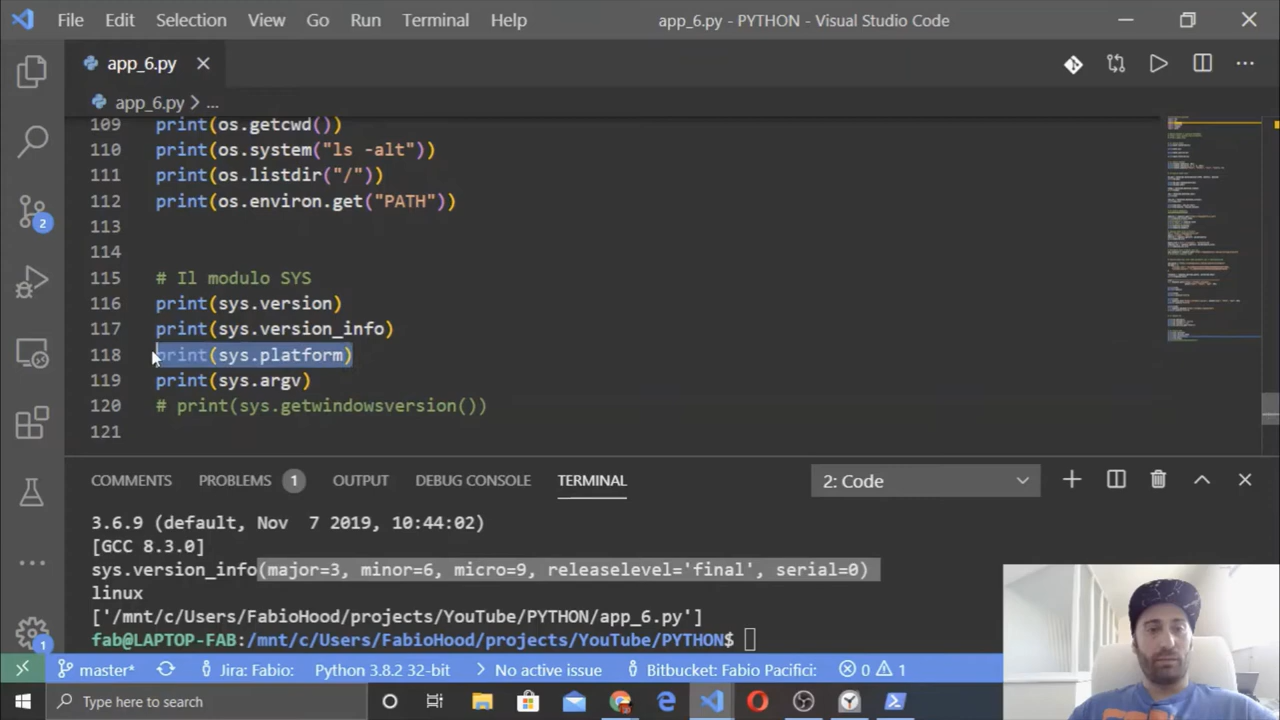 File Edit Selection View Go Run Terminal Help app_6.py - PYTHON - Visual Studio Code
app_6.py
app_6.py > ...
109 print(os.getcwd())
110 print(os.system("ls -alt"))
111 print(os.listdir("/"))
112 print(os.environ.get("PATH"))
113
114
115 # Il modulo SYS
116 print(sys.version)
117 print(sys.version_info)
118 print(sys.platform)
119 print(sys.argv)
120 # print(sys.getwindowsversion())
121
2
COMMENTS PROBLEMS 1 OUTPUT DEBUG CONSOLE TERMINAL 2: Code
3.6.9 (default, Nov  7 2019, 10:44:02)
[GCC 8.3.0]
sys.version_info(major=3, minor=6, micro=9, releaselevel='final', serial=0)
linux
['/mnt/c/Users/FabioHood/projects/YouTube/PYTHON/app_6.py']
fab@LAPTOP-FAB:/mnt/c/Users/FabioHood/projects/YouTube/PYTHON$
1
master* Jira: Fabio: Python 3.8.2 32-bit No active issue Bitbucket: Fabio Pacifici: 0 1
Type here to search